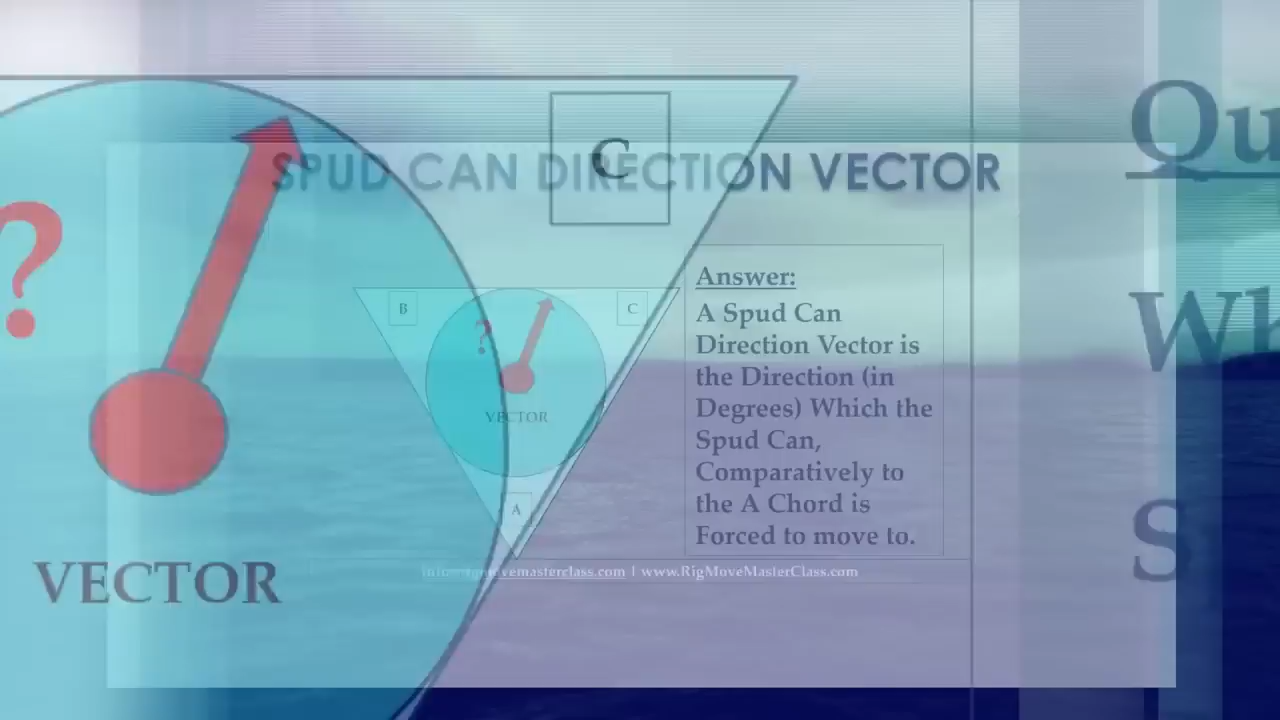 SPUD CAN DIRECTION VECTOR
C
Qu
?
Wh
S
VECTOR
B
C
?
VECTOR
A
Answer:
A Spud Can
Direction Vector is
the Direction (in
Degrees) Which the
Spud Can,
Comparatively to
the A Chord is
Forced to move to.
| www.RigMoveMasterClass.com